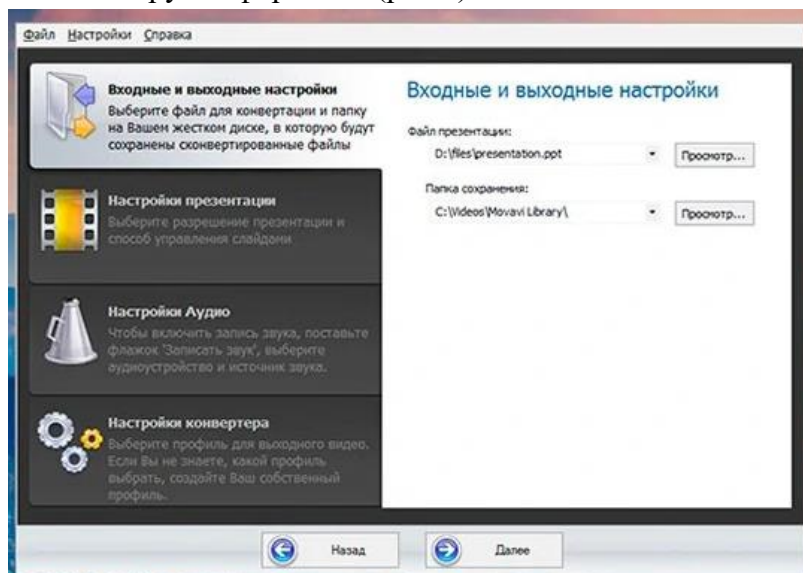 Файл Настройки Справка
Входные и выходные настройки
Выберите файл для конвертации и папку
на Вашем жестком диске, в которую будут
сохранены сконвертированные файлы
Настройки презентации
Выберите разрешение презентации и
способ управления слайдами
Настройки Аудио
Чтобы включить запись звука, поставьте
флажок 'Записать звук', выберите
аудиоустройство и источник звука.
Настройки конвертера
Выберите профиль для выходного видео.
Если Вы не знаете, какой профиль
выбрать, создайте Ваш собственный
профиль.
Входные и выходные настройки
Файл презентации:
D:\files\presentation.ppt Просмотр...
Папка сохранения:
C:\Videos\Movavi Library\ Просмотр...
Назад Далее